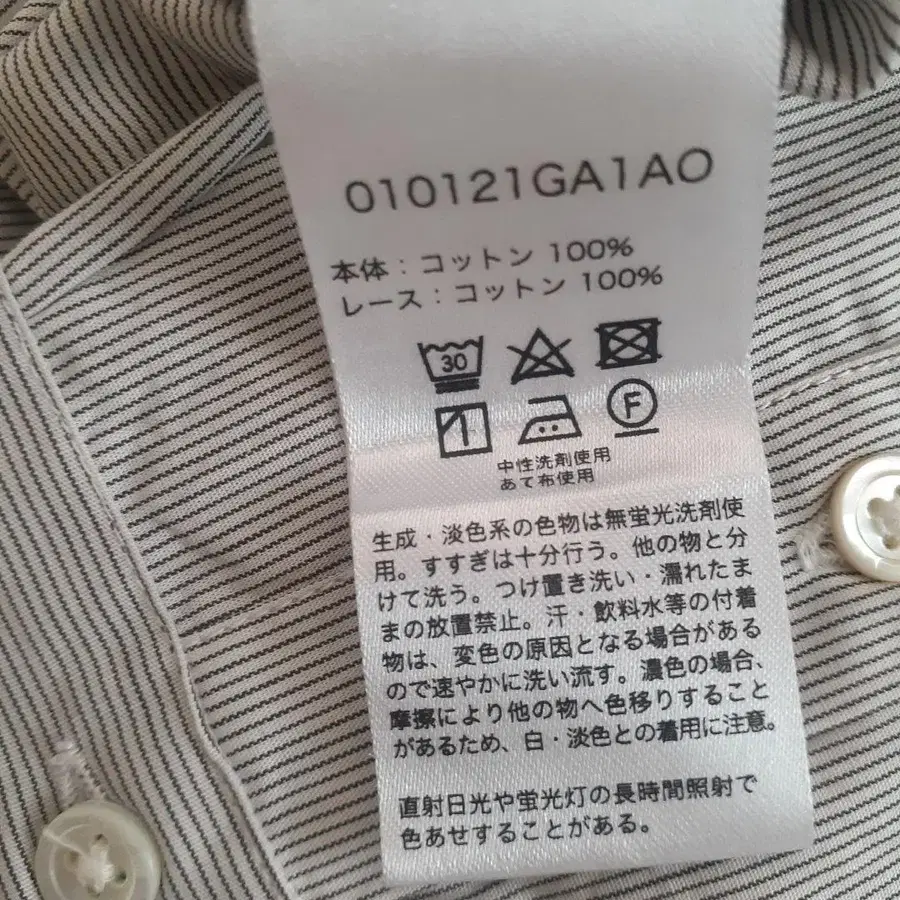 010121GA1AO
本体：コットン 100%
レース：コットン 100%
30
F
中性洗剤使用
あて布使用
生成・淡色系の色物は無蛍光洗剤使
用。すすぎは十分行う。他の物と分
けて洗う。つけ置き洗い・濡れたま
まの放置禁止。汗・飲料水等の付着
物は、変色の原因となる場合がある
ので速やかに洗い流す。濃色の場合、
摩擦により他の物へ色移りすること
があるため、白・淡色との着用に注意。
直射日光や蛍光灯の長時間照射で
色あせすることがある。